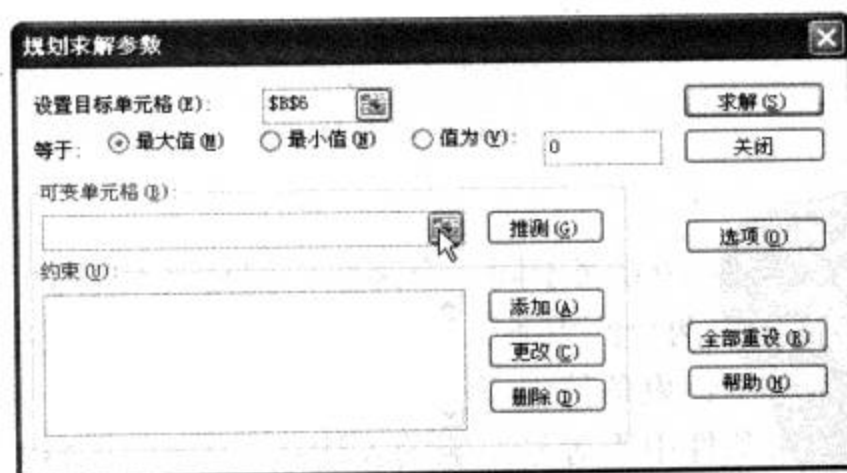 规划求解参数
设置目标单元格(E): $B$6 求解(S)
等于: 最大值(M) 最小值(N) 值为(V): 0 关闭
可变单元格(B):
推测(G) 选项(O)
约束(U):
添加(A)
更改(C) 全部重设(R)
删除(D) 帮助(H)